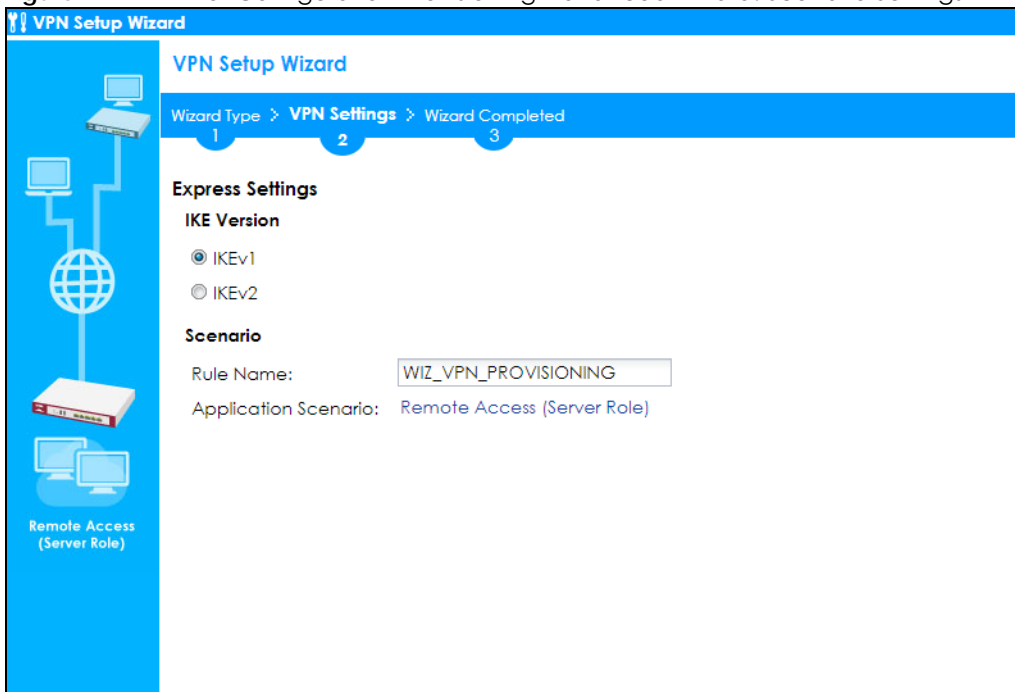 VPN Setup Wizard
VPN Setup Wizard
Wizard Type > VPN Settings > Wizard Completed
1 2 3
Express Settings
IKE Version
IKEv1
IKEv2
Scenario
Rule Name: WIZ_VPN_PROVISIONING
Application Scenario: Remote Access (Server Role)
Remote Access
(Server Role)